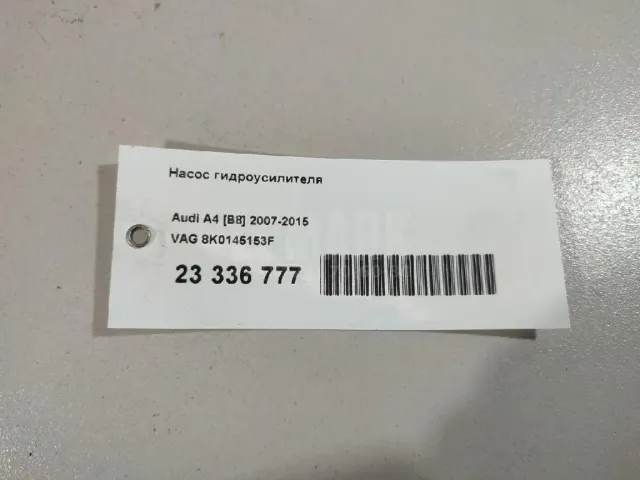 Насос гидроусилителя
Audi A4 [B8] 2007-2015
VAG 8K0145153F
23 336 777